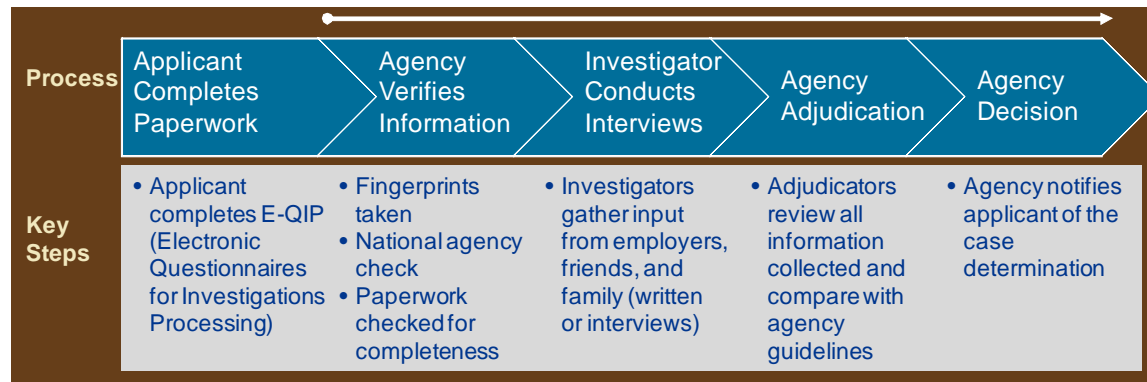 Process
Applicant
Completes
Paperwork
Agency
Verifies
Information
Investigator
Conducts
Interviews
Agency
Adjudication
Agency
Decision
Key
Steps
• Applicant
completes E-QIP
(Electronic
Questionnaires
for Investigations
Processing)
• Fingerprints
taken
• National agency
check
• Paperwork
checked for
completeness
• Investigators
gather input
from employers,
friends, and
family (written
or interviews)
• Adjudicators
review all
information
collected and
compare with
agency
guidelines
• Agency notifies
applicant of the
case
determination